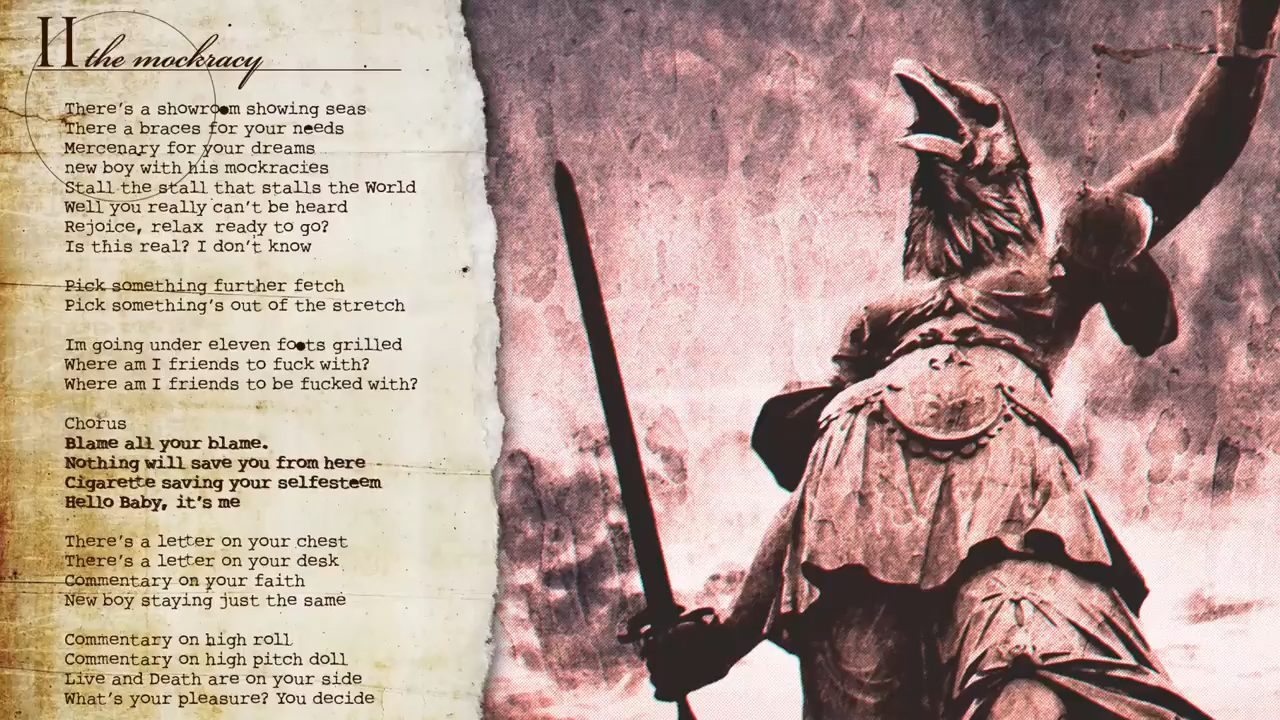 II the mockracy
There's a showroom showing seas
There a braces for your needs
Mercenary for your dreams
new boy with his mockracies
Stall the stall that stalls the World
Well you really can't be heard
Rejoice, relax ready to go?
Is this real? I don't know
Pick something further fetch
Pick something's out of the stretch
Im going under eleven foots grilled
Where am I friends to fuck with?
Where am I friends to be fucked with?
Chorus
Blame all your blame.
Nothing will save you from here
Cigarette saving your selfesteem
Hello Baby, it's me
There's a letter on your chest
There's a letter on your desk
Commentary on your faith
New boy staying just the same
Commentary on high roll
Commentary on high pitch doll
Live and Death are on your side
What's your pleasure? You decide